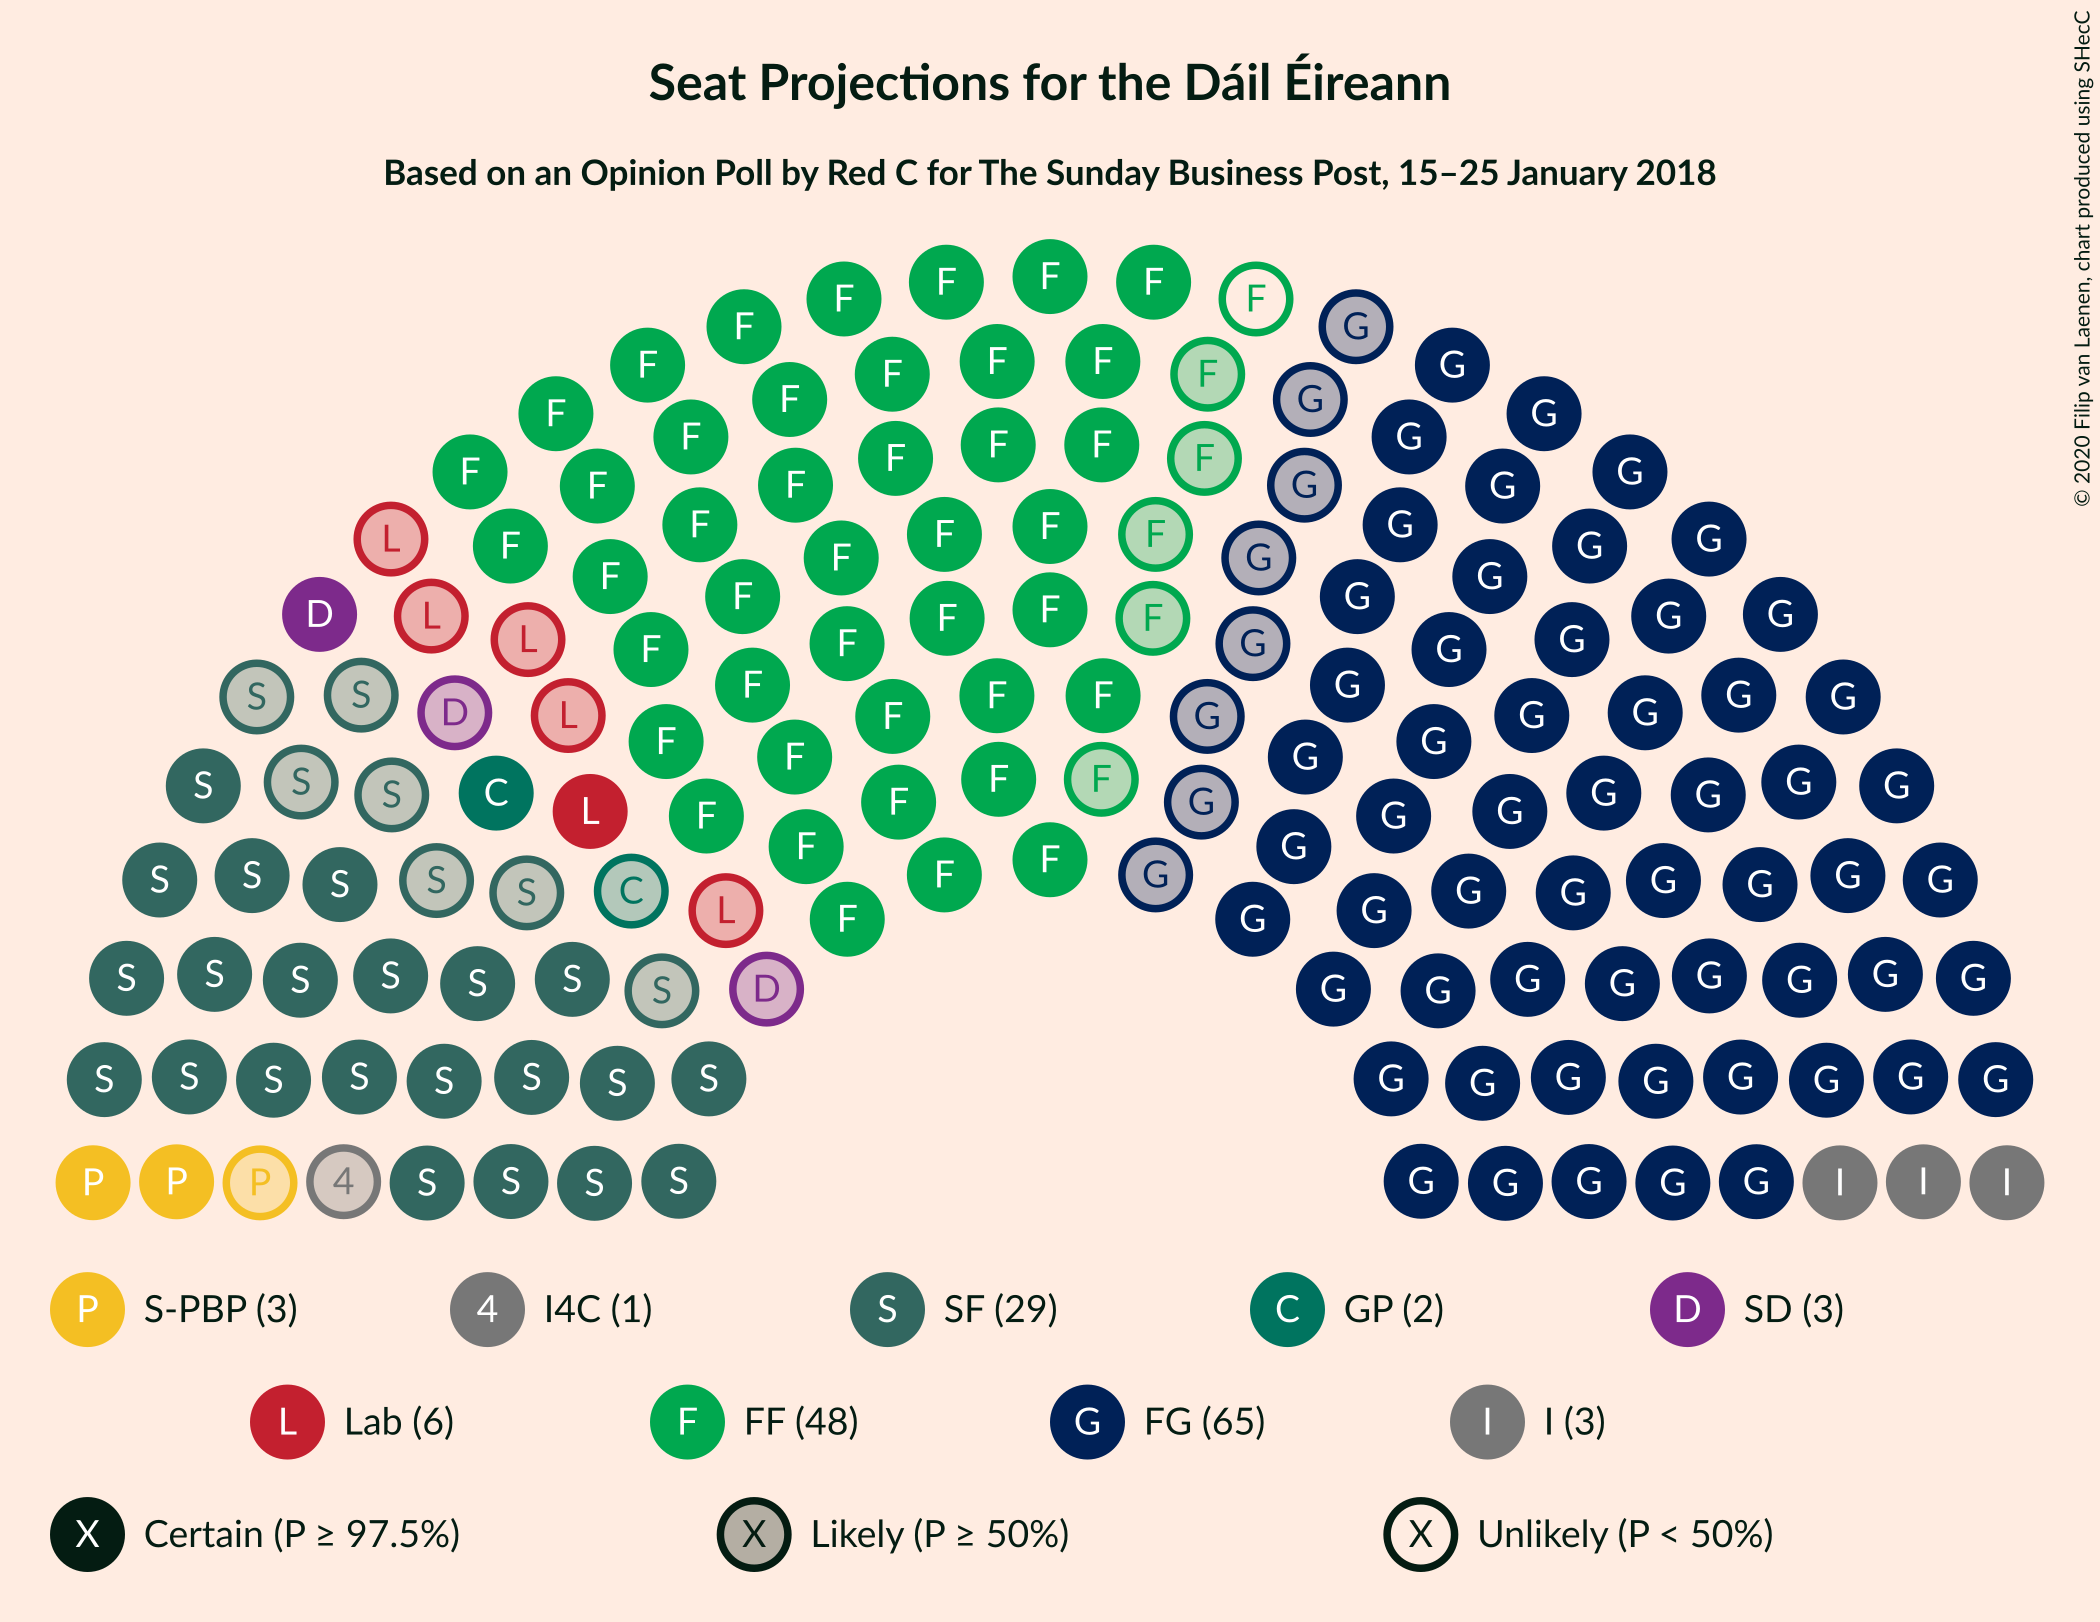 © 2020 Filip van Laenen, chart produced using SHecC
Seat Projections for the Dáil Éireann
Based on an Opinion Poll by Red C for The Sunday Business Post, 15–25 January 2018
F F F F F
F G
F F F F F G
F F G G
F F F F F F G G
F F G G
L F F F F F G G G
F F G G
D L F F F F G G G
L F F G G G
S S D L F F F F G G G G G G
F F G G
S S S C L F F F F G G G G G G G
F F G
S S S S S C L F F G G G G G G G G G
S S S S S S S D G G G G G G G G
S S S S S S S S G G G G G G G G
P P P 4 S S S S G G G G G I I I
P S-PBP (3) 4 I4C (1) S SF (29) C GP (2) D SD (3)
L Lab (6) F FF (48) G FG (65) I I (3)
X Certain (P ≥ 97.5%) X Likely (P ≥ 50%) X Unlikely (P < 50%)